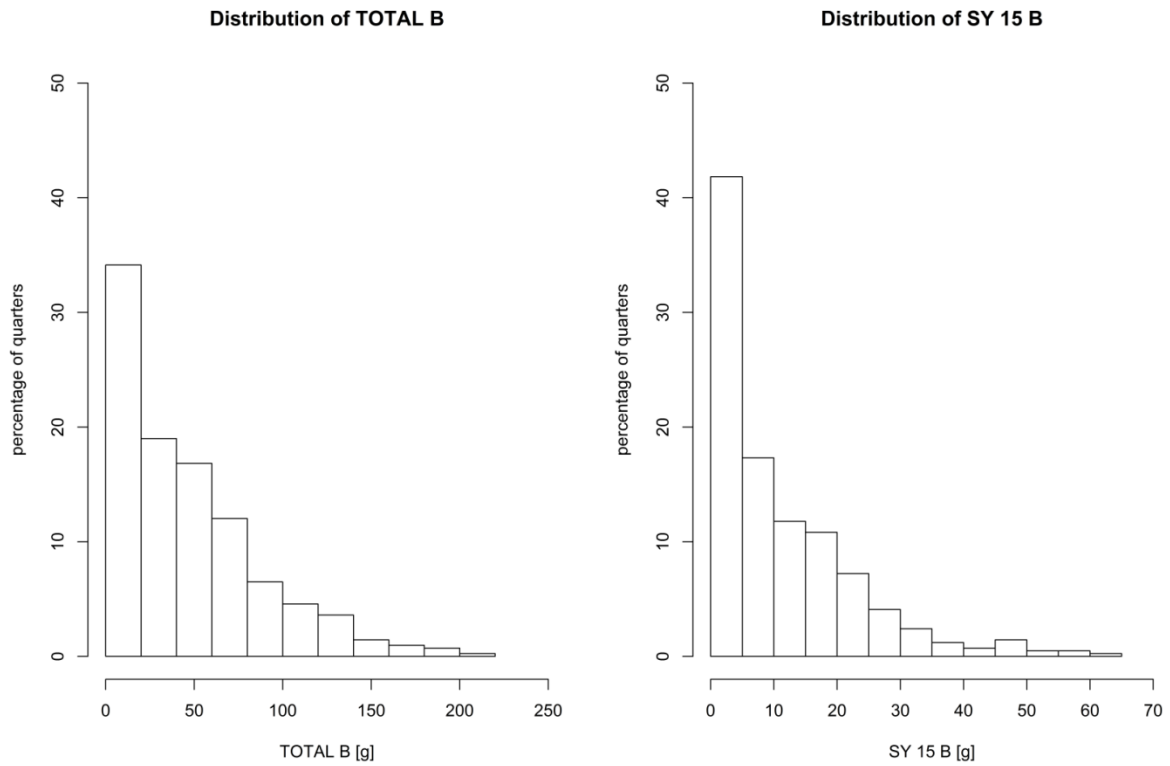 Distribution of TOTAL B
percentage of quarters
50
40
30
20
10
0
0 50 100 150 200 250
TOTAL B [g]
Distribution of SY 15 B
percentage of quarters
50
40
30
20
10
0
0 10 20 30 40 50 60 70
SY 15 B [g]